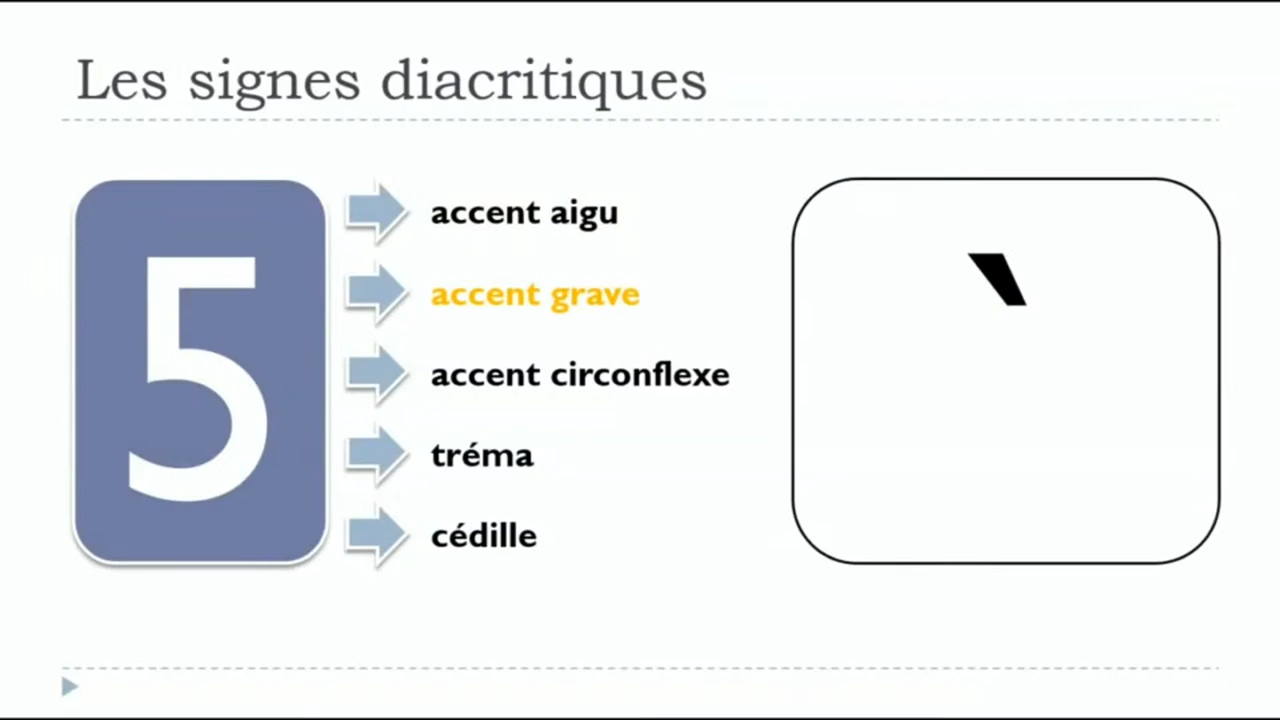 Les signes diacritiques
5
accent aigu
accent grave
accent circonflexe
tréma
cédille
`